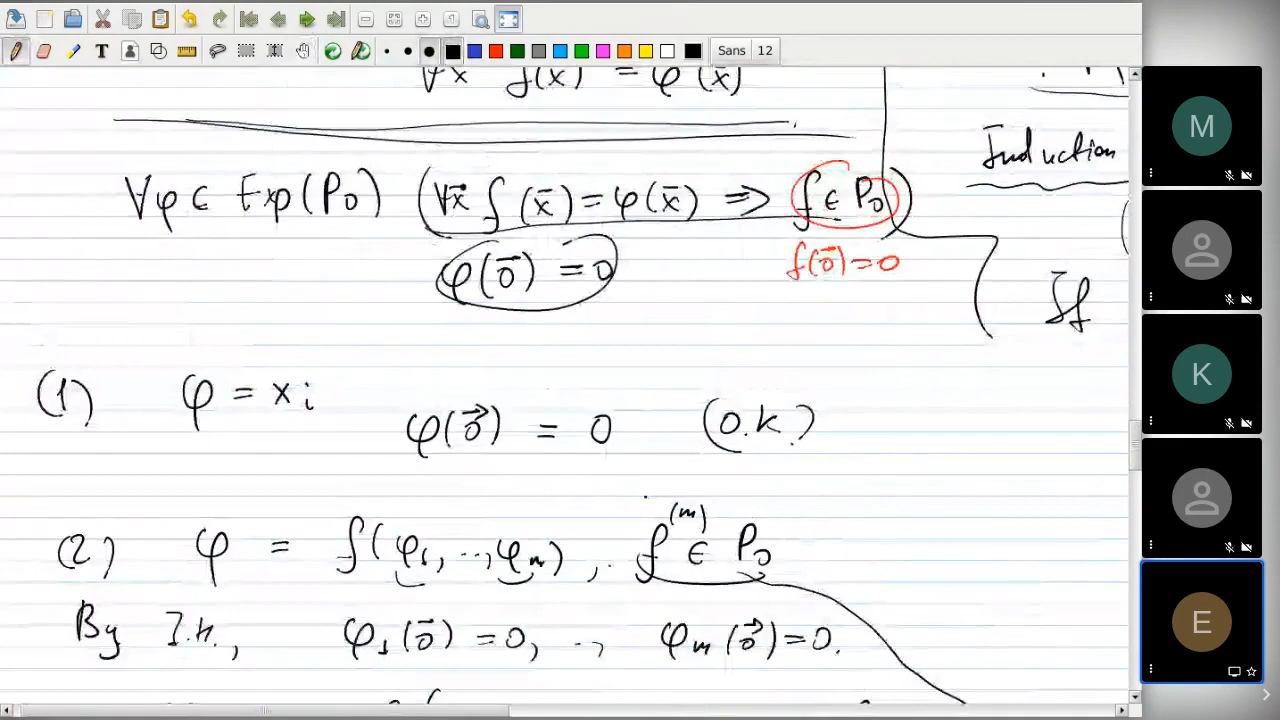 Sans 12
∀x f(x) = φ(x̄)
Induction
∀φ ∈ Exp(P₀) (∀x⃗ f(x̄) = φ(x̄) ⇒ f ∈ P₀)
φ(0⃗) = 0
f(0⃗) = 0
If
(1) φ = xᵢ
φ(0⃗) = 0 (O.K.)
(2) φ = f(φ₁, .., φₘ), f⁽ᵐ⁾ ∈ P₀
By I.H., φ₁(0̄) = 0, .., φₘ(0⃗) = 0.
M
K
E